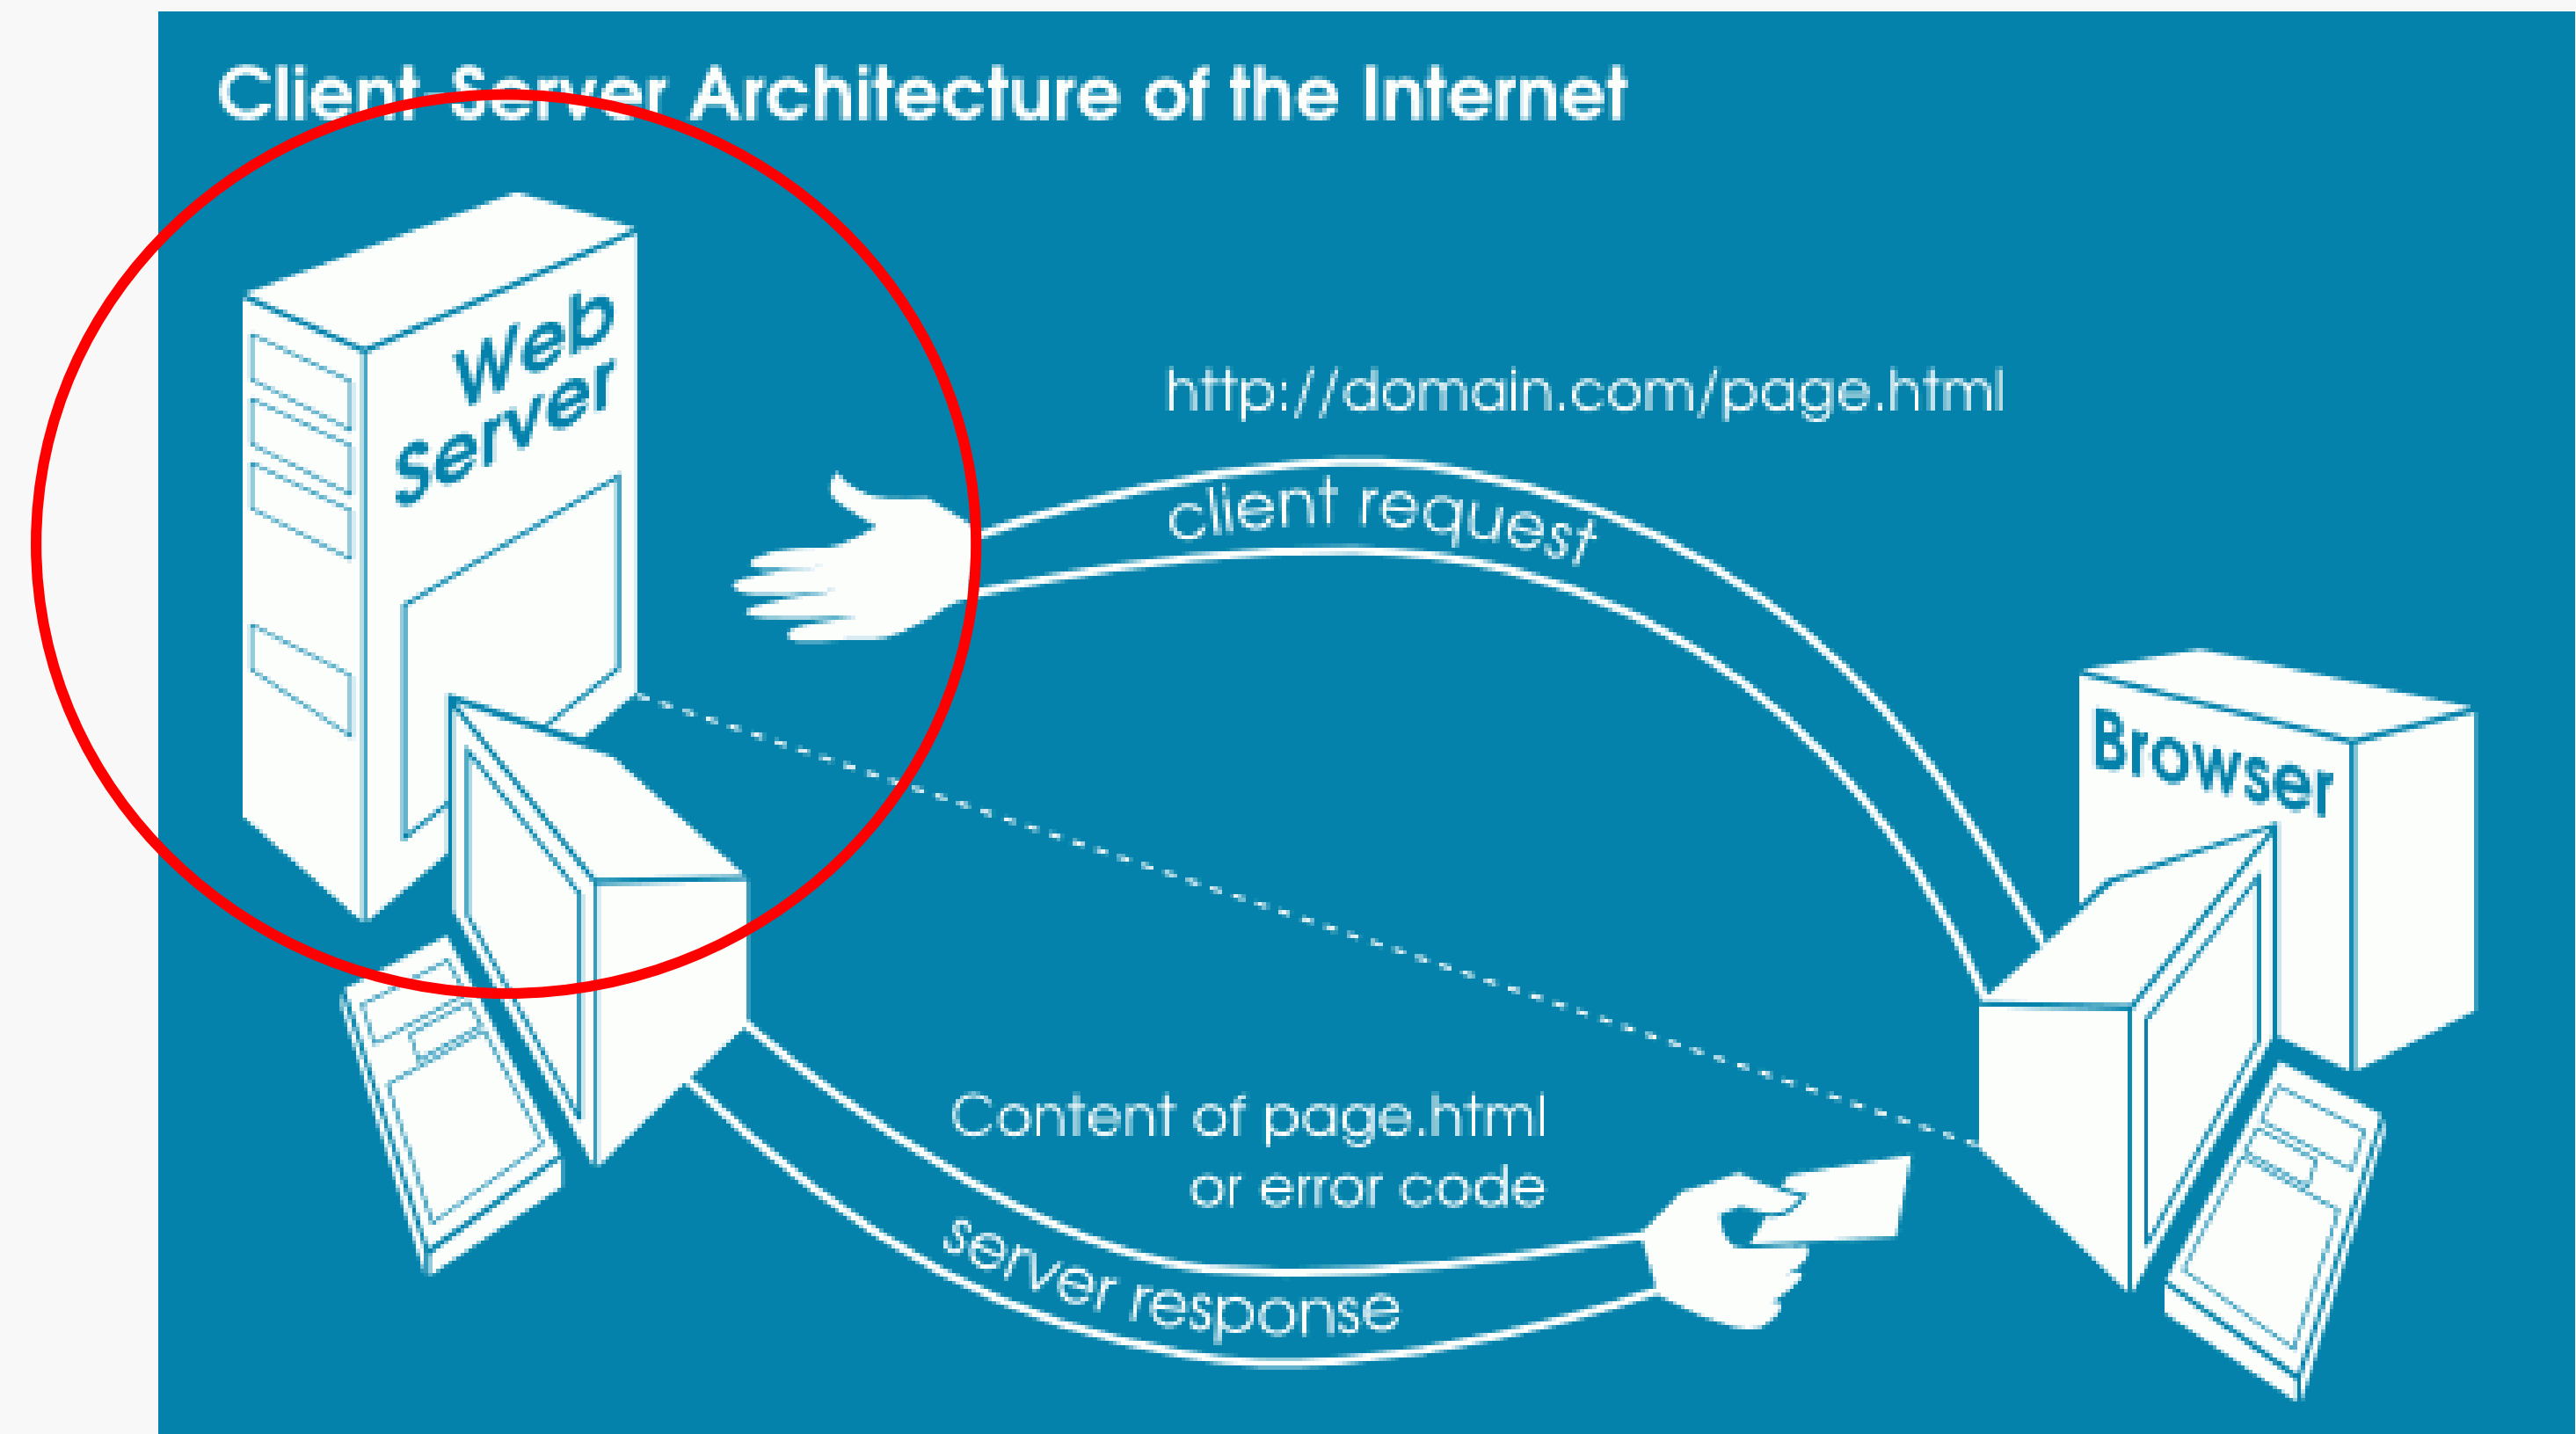 Client-Server Architecture of the Internet
Web
Server
http://domain.com/page.html
client request
Browser
Content of page.html
or error code
server response